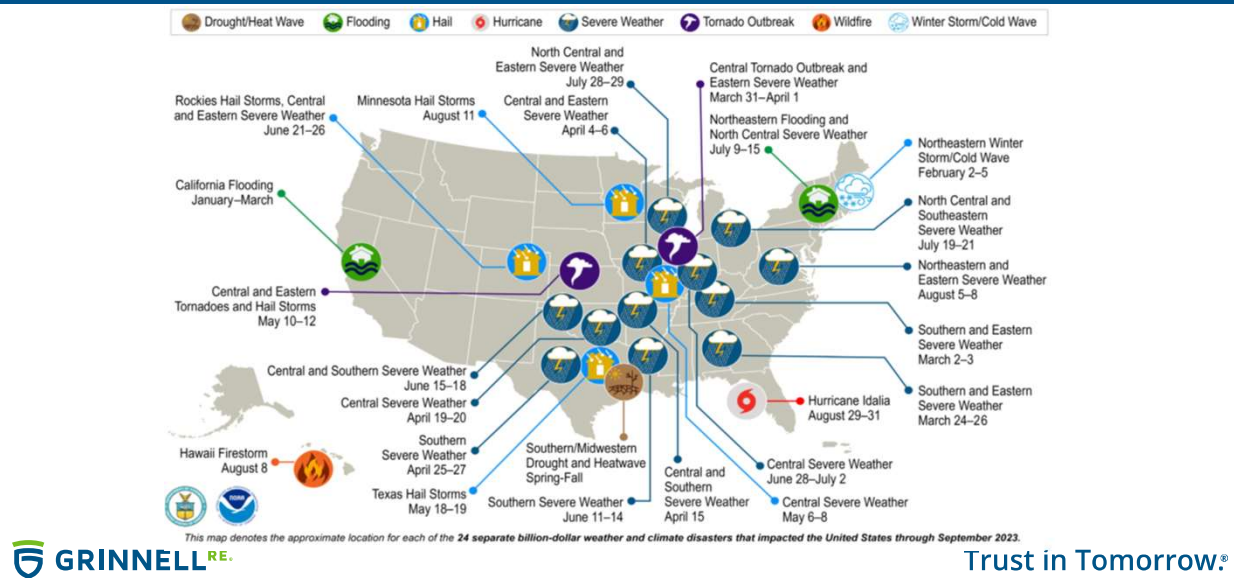 Drought/Heat Wave
Flooding
Hail
Hurricane
Severe Weather
Tornado Outbreak
Wildfire
Winter Storm/Cold Wave
North Central and
Eastern Severe Weather
July 28–29
Central Tornado Outbreak and
Eastern Severe Weather
March 31–April 1
Rockies Hail Storms, Central
and Eastern Severe Weather
June 21–26
Minnesota Hail Storms
August 11
Central and Eastern
Severe Weather
April 4–6
Northeastern Flooding and
North Central Severe Weather
July 9–15
Northeastern Winter
Storm/Cold Wave
February 2–5
California Flooding
January–March
North Central and
Southeastern
Severe Weather
July 19–21
Northeastern and
Eastern Severe Weather
August 5–8
Central and Eastern
Tornadoes and Hail Storms
May 10–12
Southern and Eastern
Severe Weather
March 2–3
Central and Southern Severe Weather
June 15–18
Southern and Eastern
Severe Weather
March 24–26
Central Severe Weather
April 19–20
Hurricane Idalia
August 29–31
Southern
Severe Weather
April 25–27
Southern/Midwestern
Drought and Heatwave
Spring-Fall
Hawaii Firestorm
August 8
Central and
Southern
Severe Weather
April 15
Central Severe Weather
June 28–July 2
Texas Hail Storms
May 18–19
Southern Severe Weather
June 11–14
Central Severe Weather
May 6–8
NOAA
This map denotes the approximate location for each of the 24 separate billion-dollar weather and climate disasters that impacted the United States through September 2023.
GRINNELL RE®
Trust in Tomorrow.®